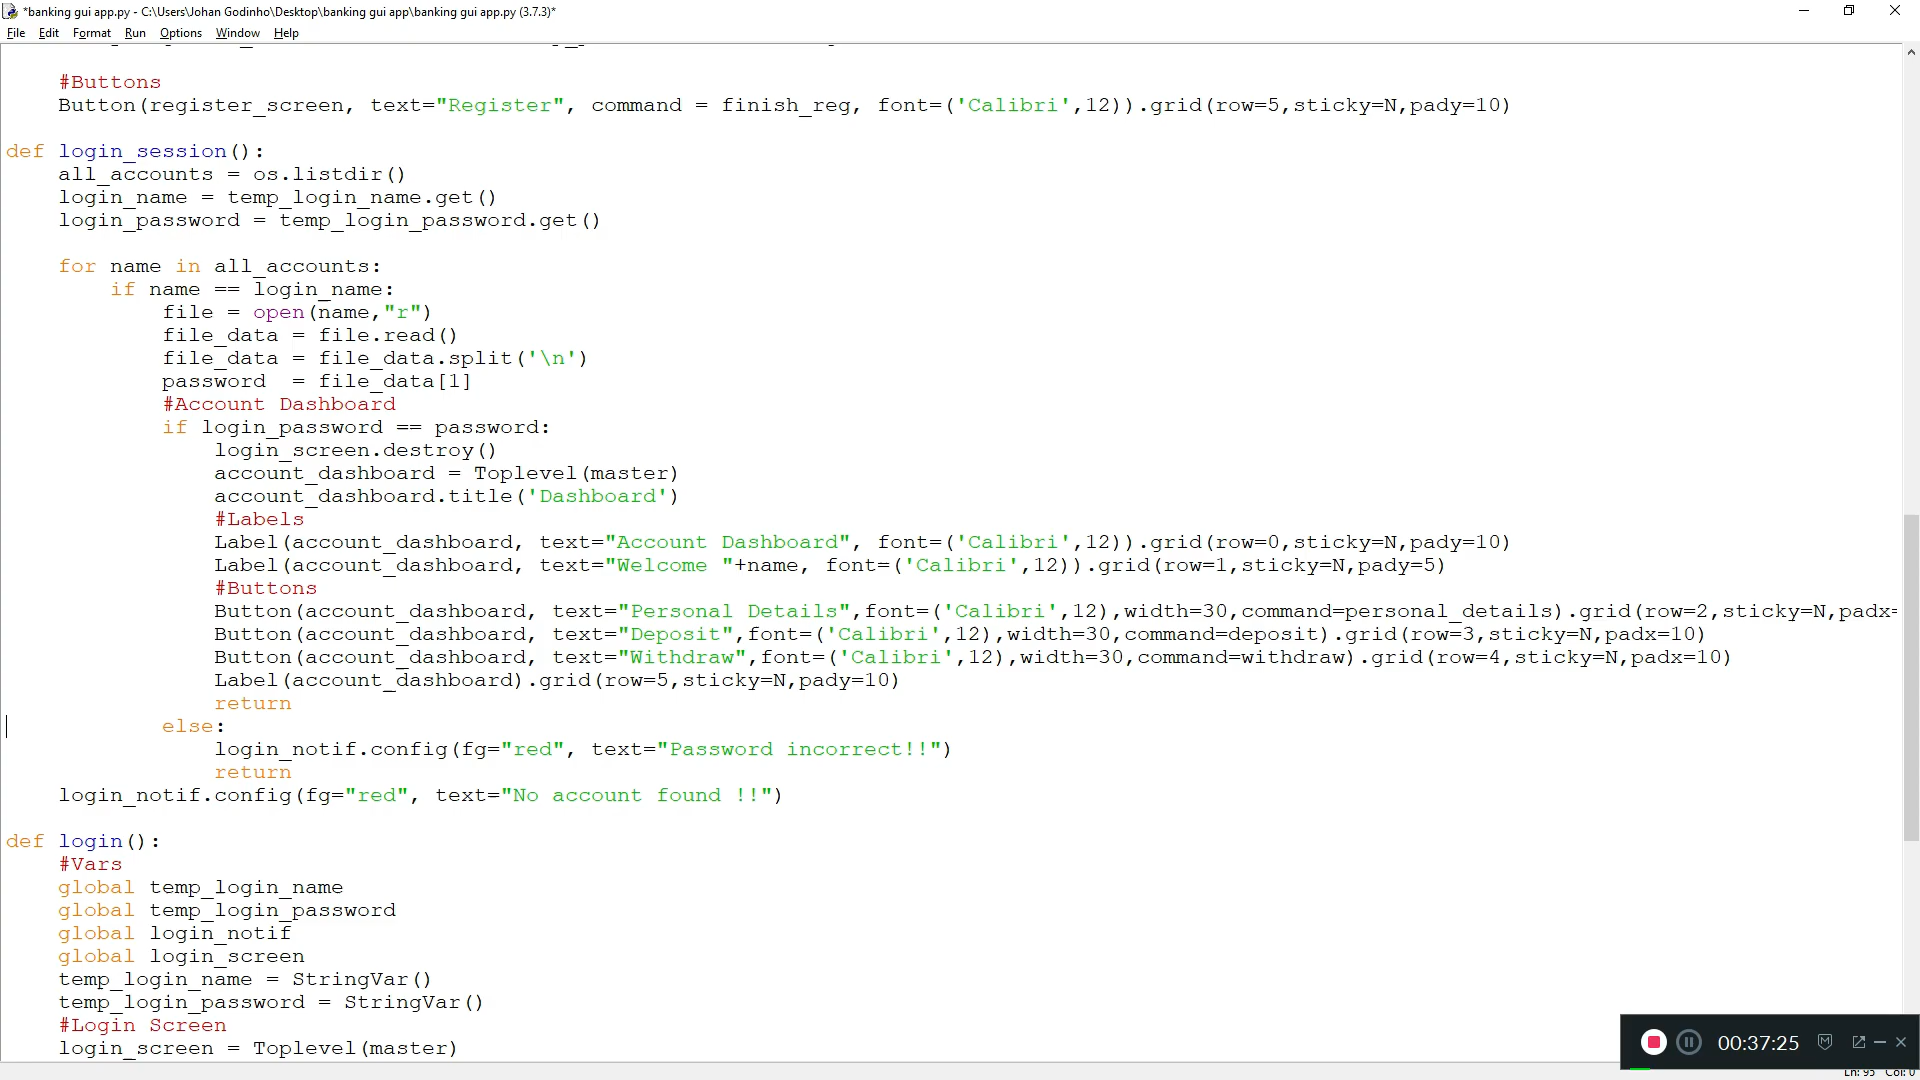 *banking gui app.py - C:\Users\Johan Godinho\Desktop\banking gui app\banking gui app.py (3.7.3)*
File Edit Format Run Options Window Help
#Buttons
Button(register_screen, text="Register", command = finish_reg, font=('Calibri',12)).grid(row=5,sticky=N,pady=10)
def login_session():
all_accounts = os.listdir()
login_name = temp_login_name.get()
login_password = temp_login_password.get()
for name in all_accounts:
if name == login_name:
file = open(name,"r")
file_data = file.read()
file_data = file_data.split('\n')
password  = file_data[1]
#Account Dashboard
if login_password == password:
login_screen.destroy()
account_dashboard = Toplevel(master)
account_dashboard.title('Dashboard')
#Labels
Label(account_dashboard, text="Account Dashboard", font=('Calibri',12)).grid(row=0,sticky=N,pady=10)
Label(account_dashboard, text="Welcome "+name, font=('Calibri',12)).grid(row=1,sticky=N,pady=5)
#Buttons
Button(account_dashboard, text="Personal Details",font=('Calibri',12),width=30,command=personal_details).grid(row=2,sticky=N,padx=
Button(account_dashboard, text="Deposit",font=('Calibri',12),width=30,command=deposit).grid(row=3,sticky=N,padx=10)
Button(account_dashboard, text="Withdraw",font=('Calibri',12),width=30,command=withdraw).grid(row=4,sticky=N,padx=10)
Label(account_dashboard).grid(row=5,sticky=N,pady=10)
return
else:
login_notif.config(fg="red", text="Password incorrect!!")
return
login_notif.config(fg="red", text="No account found !!")
def login():
#Vars
global temp_login_name
global temp_login_password
global login_notif
global login_screen
temp_login_name = StringVar()
temp_login_password = StringVar()
#Login Screen
login_screen = Toplevel(master)
00:37:25
Ln: 95 Col: 0